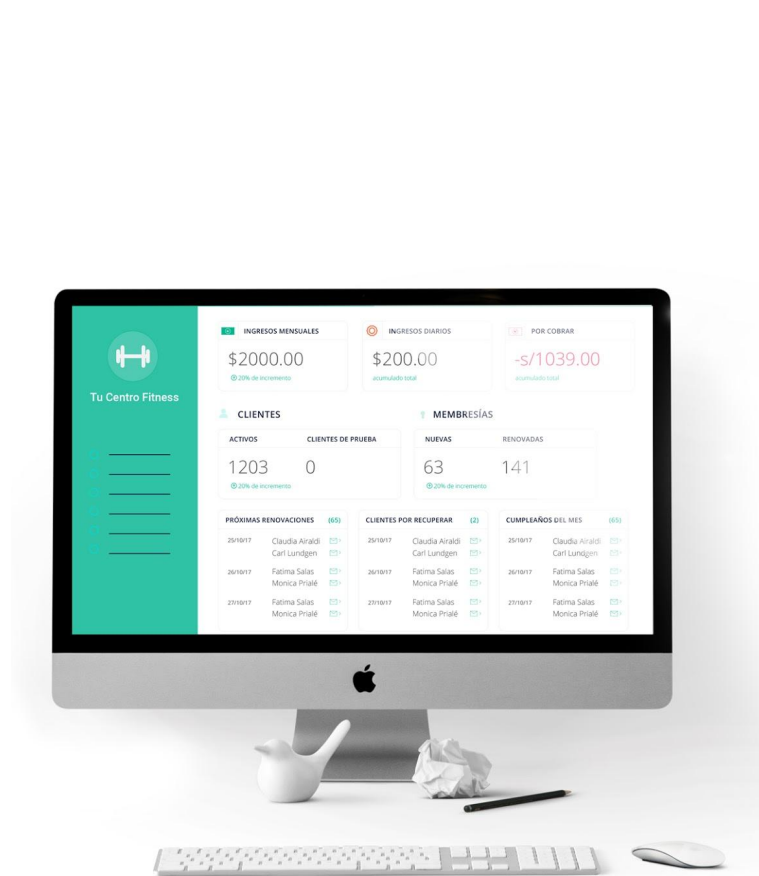 INGRESOS MENSUALES
$2000.00
20% de incremento
INGRESOS DIARIOS
$200.00
acumulado total
POR COBRAR
-s/1039.00
acumulado total
Tu Centro Fitness
CLIENTES
ACTIVOS CLIENTES DE PRUEBA
1203 0
20% de incremento
MEMBRESÍAS
NUEVAS RENOVADAS
63 141
20% de incremento
PRÓXIMAS RENOVACIONES (65)
25/10/17 Claudia Airaldi
Carl Lundgen
26/10/17 Fatima Salas
Monica Prialé
27/10/17 Fatima Salas
Monica Prialé
CLIENTES POR RECUPERAR (2)
25/10/17 Claudia Airaldi
Carl Lundgen
26/10/17 Fatima Salas
Monica Prialé
27/10/17 Fatima Salas
Monica Prialé
CUMPLEAÑOS DEL MES (65)
25/10/17 Claudia Airaldi
Carl Lundgen
26/10/17 Fatima Salas
Monica Prialé
27/10/17 Fatima Salas
Monica Prialé